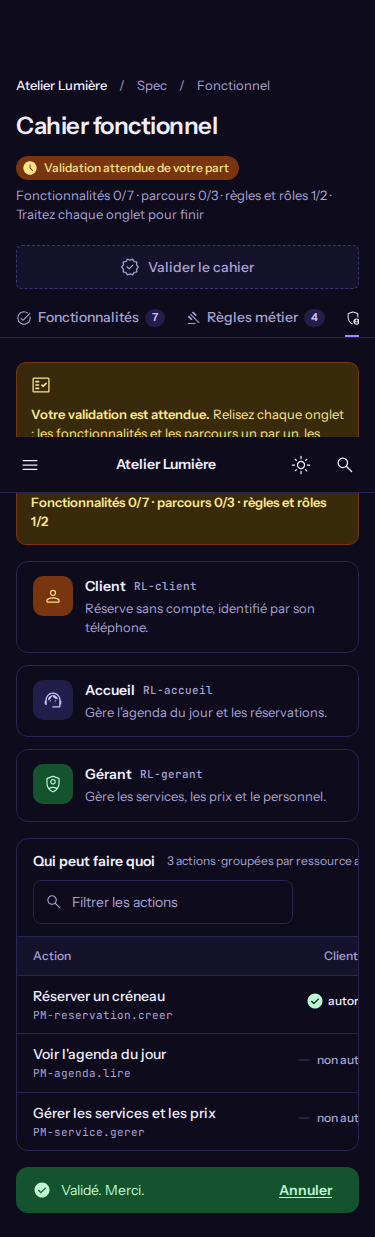 Atelier Lumière / Spec / Fonctionnel
Cahier fonctionnel
Validation attendue de votre part
Fonctionnalités 0/7 · parcours 0/3 · règles et rôles 1/2 ·
Traitez chaque onglet pour finir
Valider le cahier
Fonctionnalités 7 Règles métier 4
Votre validation est attendue. Relisez chaque onglet
: les fonctionnalités et les parcours un par un, les
Atelier Lumière
Fonctionnalités 0/7 · parcours 0/3 · règles et rôles
1/2
Client RL-client
Réserve sans compte, identifié par son
téléphone.
Accueil RL-accueil
Gère l'agenda du jour et les réservations.
Gérant RL-gerant
Gère les services, les prix et le personnel.
Qui peut faire quoi 3 actions · groupées par ressource a
Filtrer les actions
Action Client
Réserver un créneau
autor
PM-reservation.creer
Voir l'agenda du jour
— non aut
PM-agenda.lire
Gérer les services et les prix
— non aut
PM-service.gerer
Validé. Merci. Annuler